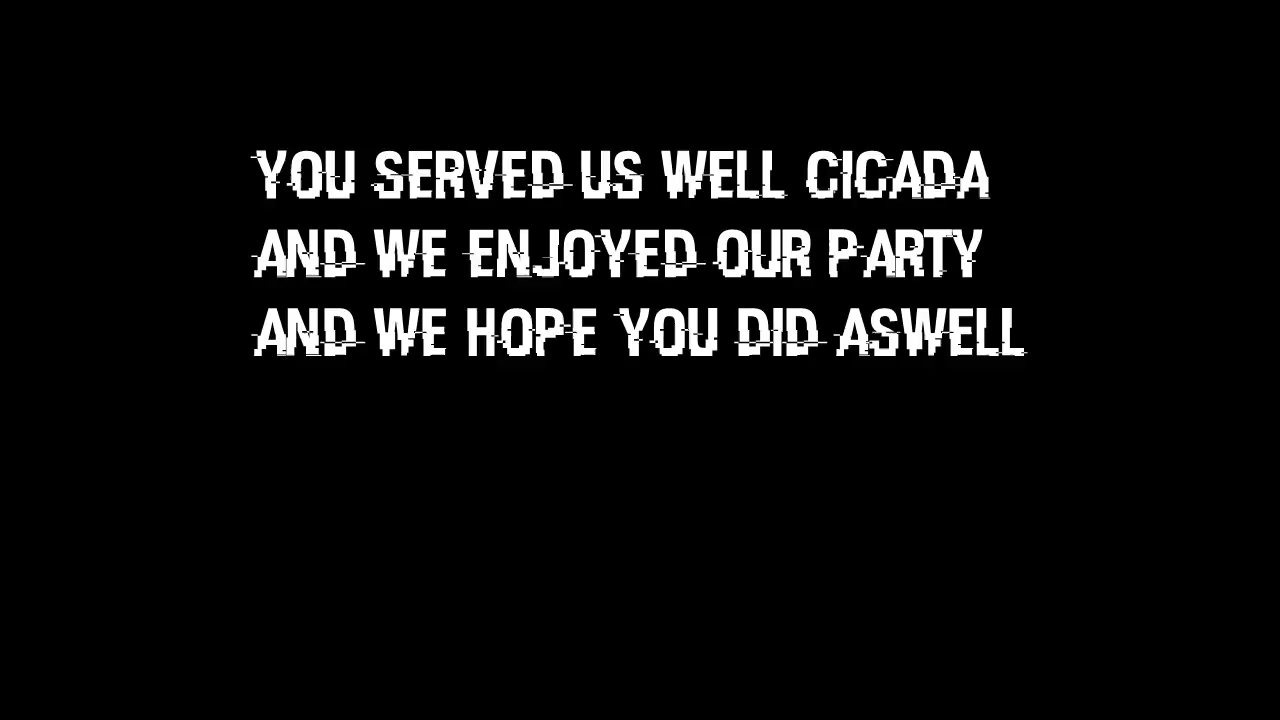 YOU SERVED US WELL CICADA
AND WE ENJOYED OUR PARTY
AND WE HOPE YOU DID ASWELL